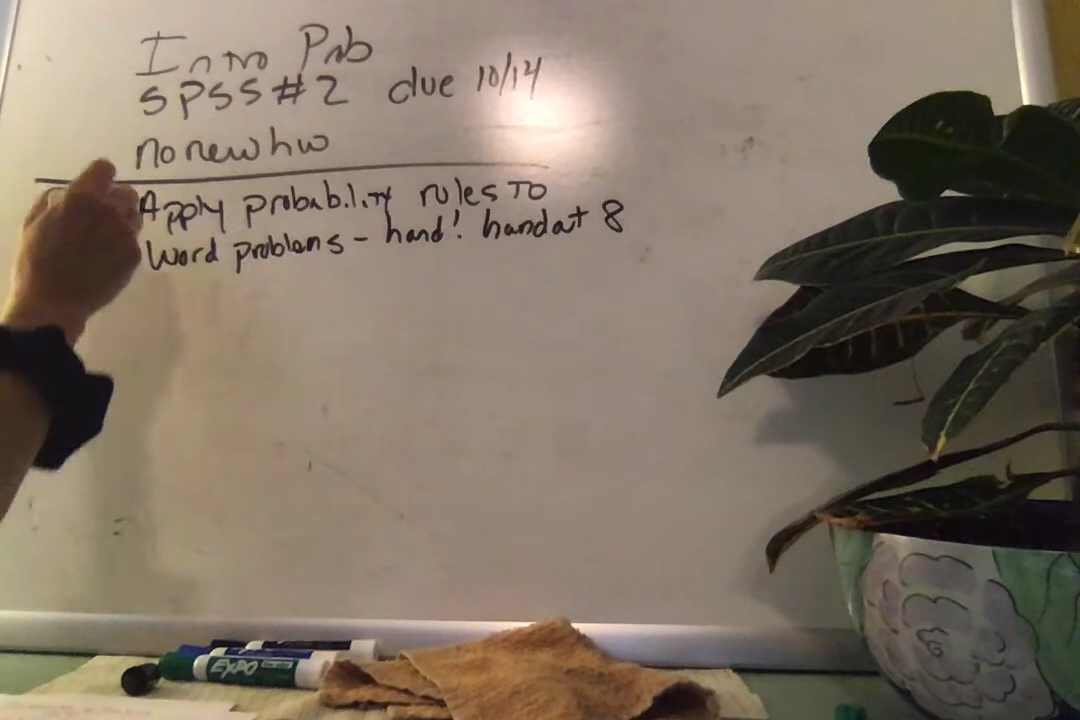 Intro Prob
SPSS #2 due 10/14
no new hw
Apply probability rules to
word problems - hard! handout 8
EXPO